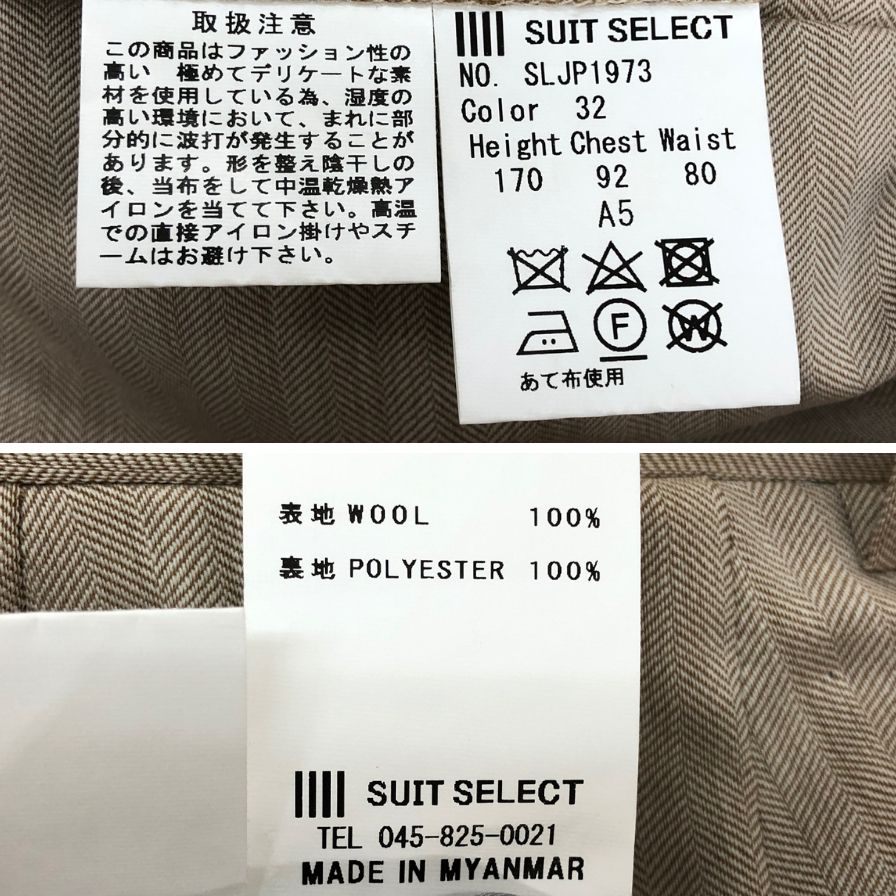 取扱注意
この商品はファッション性の
高い　極めてデリケートな素
材を使用している為、湿度の
高い環境において、まれに部
分的に波打が発生することが
あります。形を整え陰干しの
後、当布をして中温乾燥熱ア
イロンを当てて下さい。高温
での直接アイロン掛けやスチ
ームはお避け下さい。
SUIT SELECT
NO. SLJP1973
Color 32
Height Chest Waist
170 92 80
A5
F
W
あて布使用
表地 WOOL 100%
裏地 POLYESTER 100%
SUIT SELECT
TEL 045-825-0021
MADE IN MYANMAR